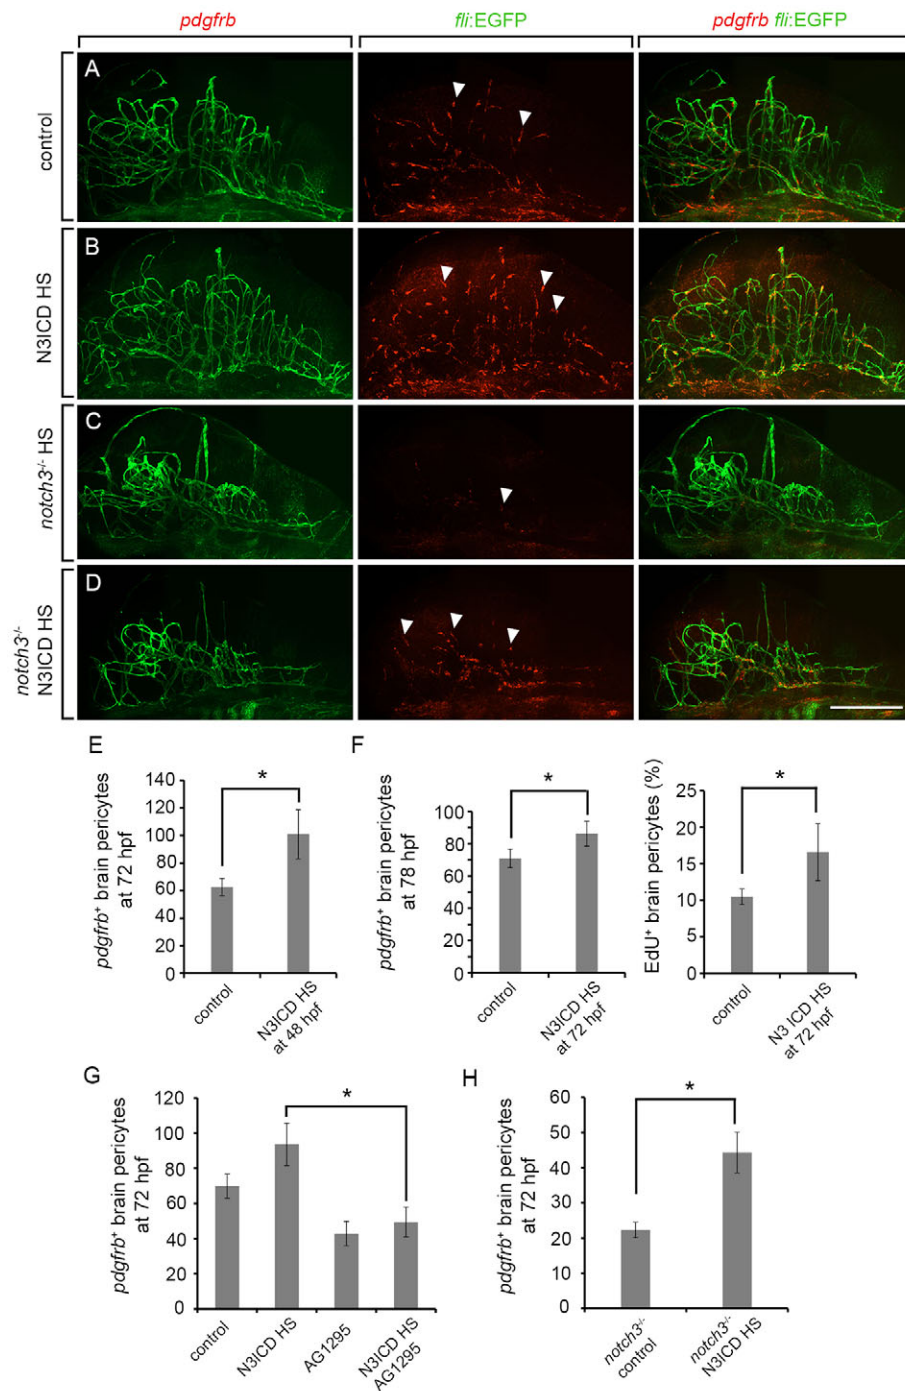 pdgfrb fli:EGFP pdgfrb fli:EGFP
control
A
N3ICD HS
B
notch3-/- HS
C
notch3-/-
N3ICD HS
D
E
pdgfrb+ brain pericytes
at 72 hpf
140
120
100
80
60
40
20
0
*
control
N3ICD HS
at 48 hpf
F
pdgfrb+ brain pericytes
at 78 hpf
100
80
60
40
20
0
*
control
N3ICD HS
at 72 hpf
EdU+ brain pericytes (%)
25
20
15
10
5
0
*
control
N3 ICD HS
at 72 hpf
G
pdgfrb+ brain pericytes
at 72 hpf
120
100
80
60
40
20
0
*
control
N3ICD HS
AG1295
N3ICD HS
AG1295
H
pdgfrb+ brain pericytes
at 72 hpf
60
50
40
30
20
10
0
*
notch3-/-
control
notch3-/-
N3ICD HS